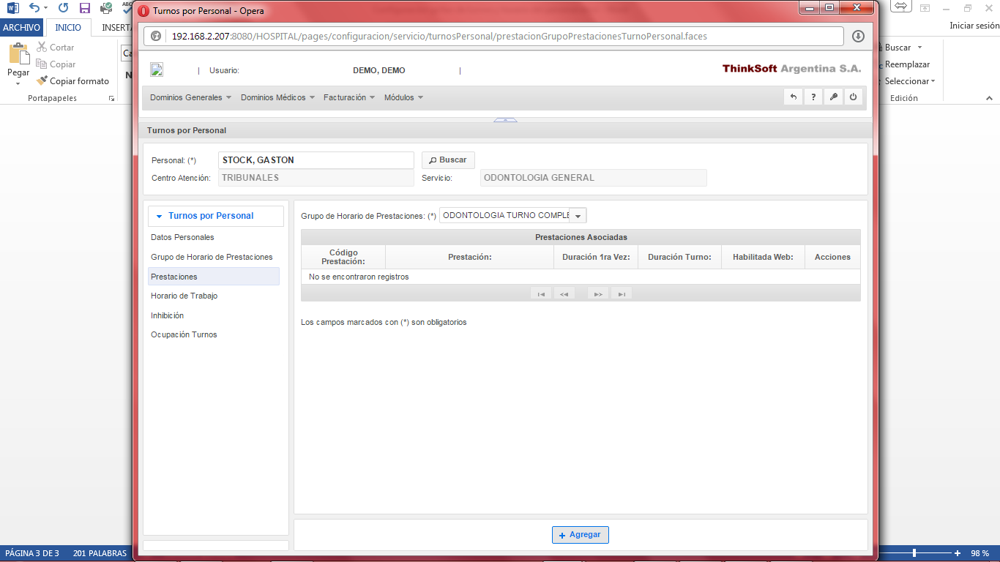 Turnos por Personal - Opera
ARCHIVO INICIO INSERT
Iniciar sesión
Cortar
Copiar
Copiar formato
Pegar
Portapapeles
Ca
N
Buscar
Reemplazar
Seleccionar
Edición
192.168.2.207:8080/HOSPITAL/pages/configuracion/servicio/turnosPersonal/prestacionGrupoPrestacionesTurnoPersonal.faces
| Usuario: DEMO, DEMO |
ThinkSoft Argentina S.A.
Dominios Generales Dominios Médicos Facturación Módulos
?
Turnos por Personal
Personal: (*) STOCK, GASTON Buscar
Centro Atención: TRIBUNALES Servicio: ODONTOLOGIA GENERAL
Turnos por Personal
Datos Personales
Grupo de Horario de Prestaciones
Prestaciones
Horario de Trabajo
Inhibición
Ocupación Turnos
Grupo de Horario de Prestaciones: (*) ODONTOLOGIA TURNO COMPLE
Prestaciones Asociadas
Código Prestación: Prestación: Duración 1ra Vez: Duración Turno: Habilitada Web: Acciones
No se encontraron registros
Los campos marcados con (*) son obligatorios
+ Agregar
PÁGINA 3 DE 3 201 PALABRAS
98 %